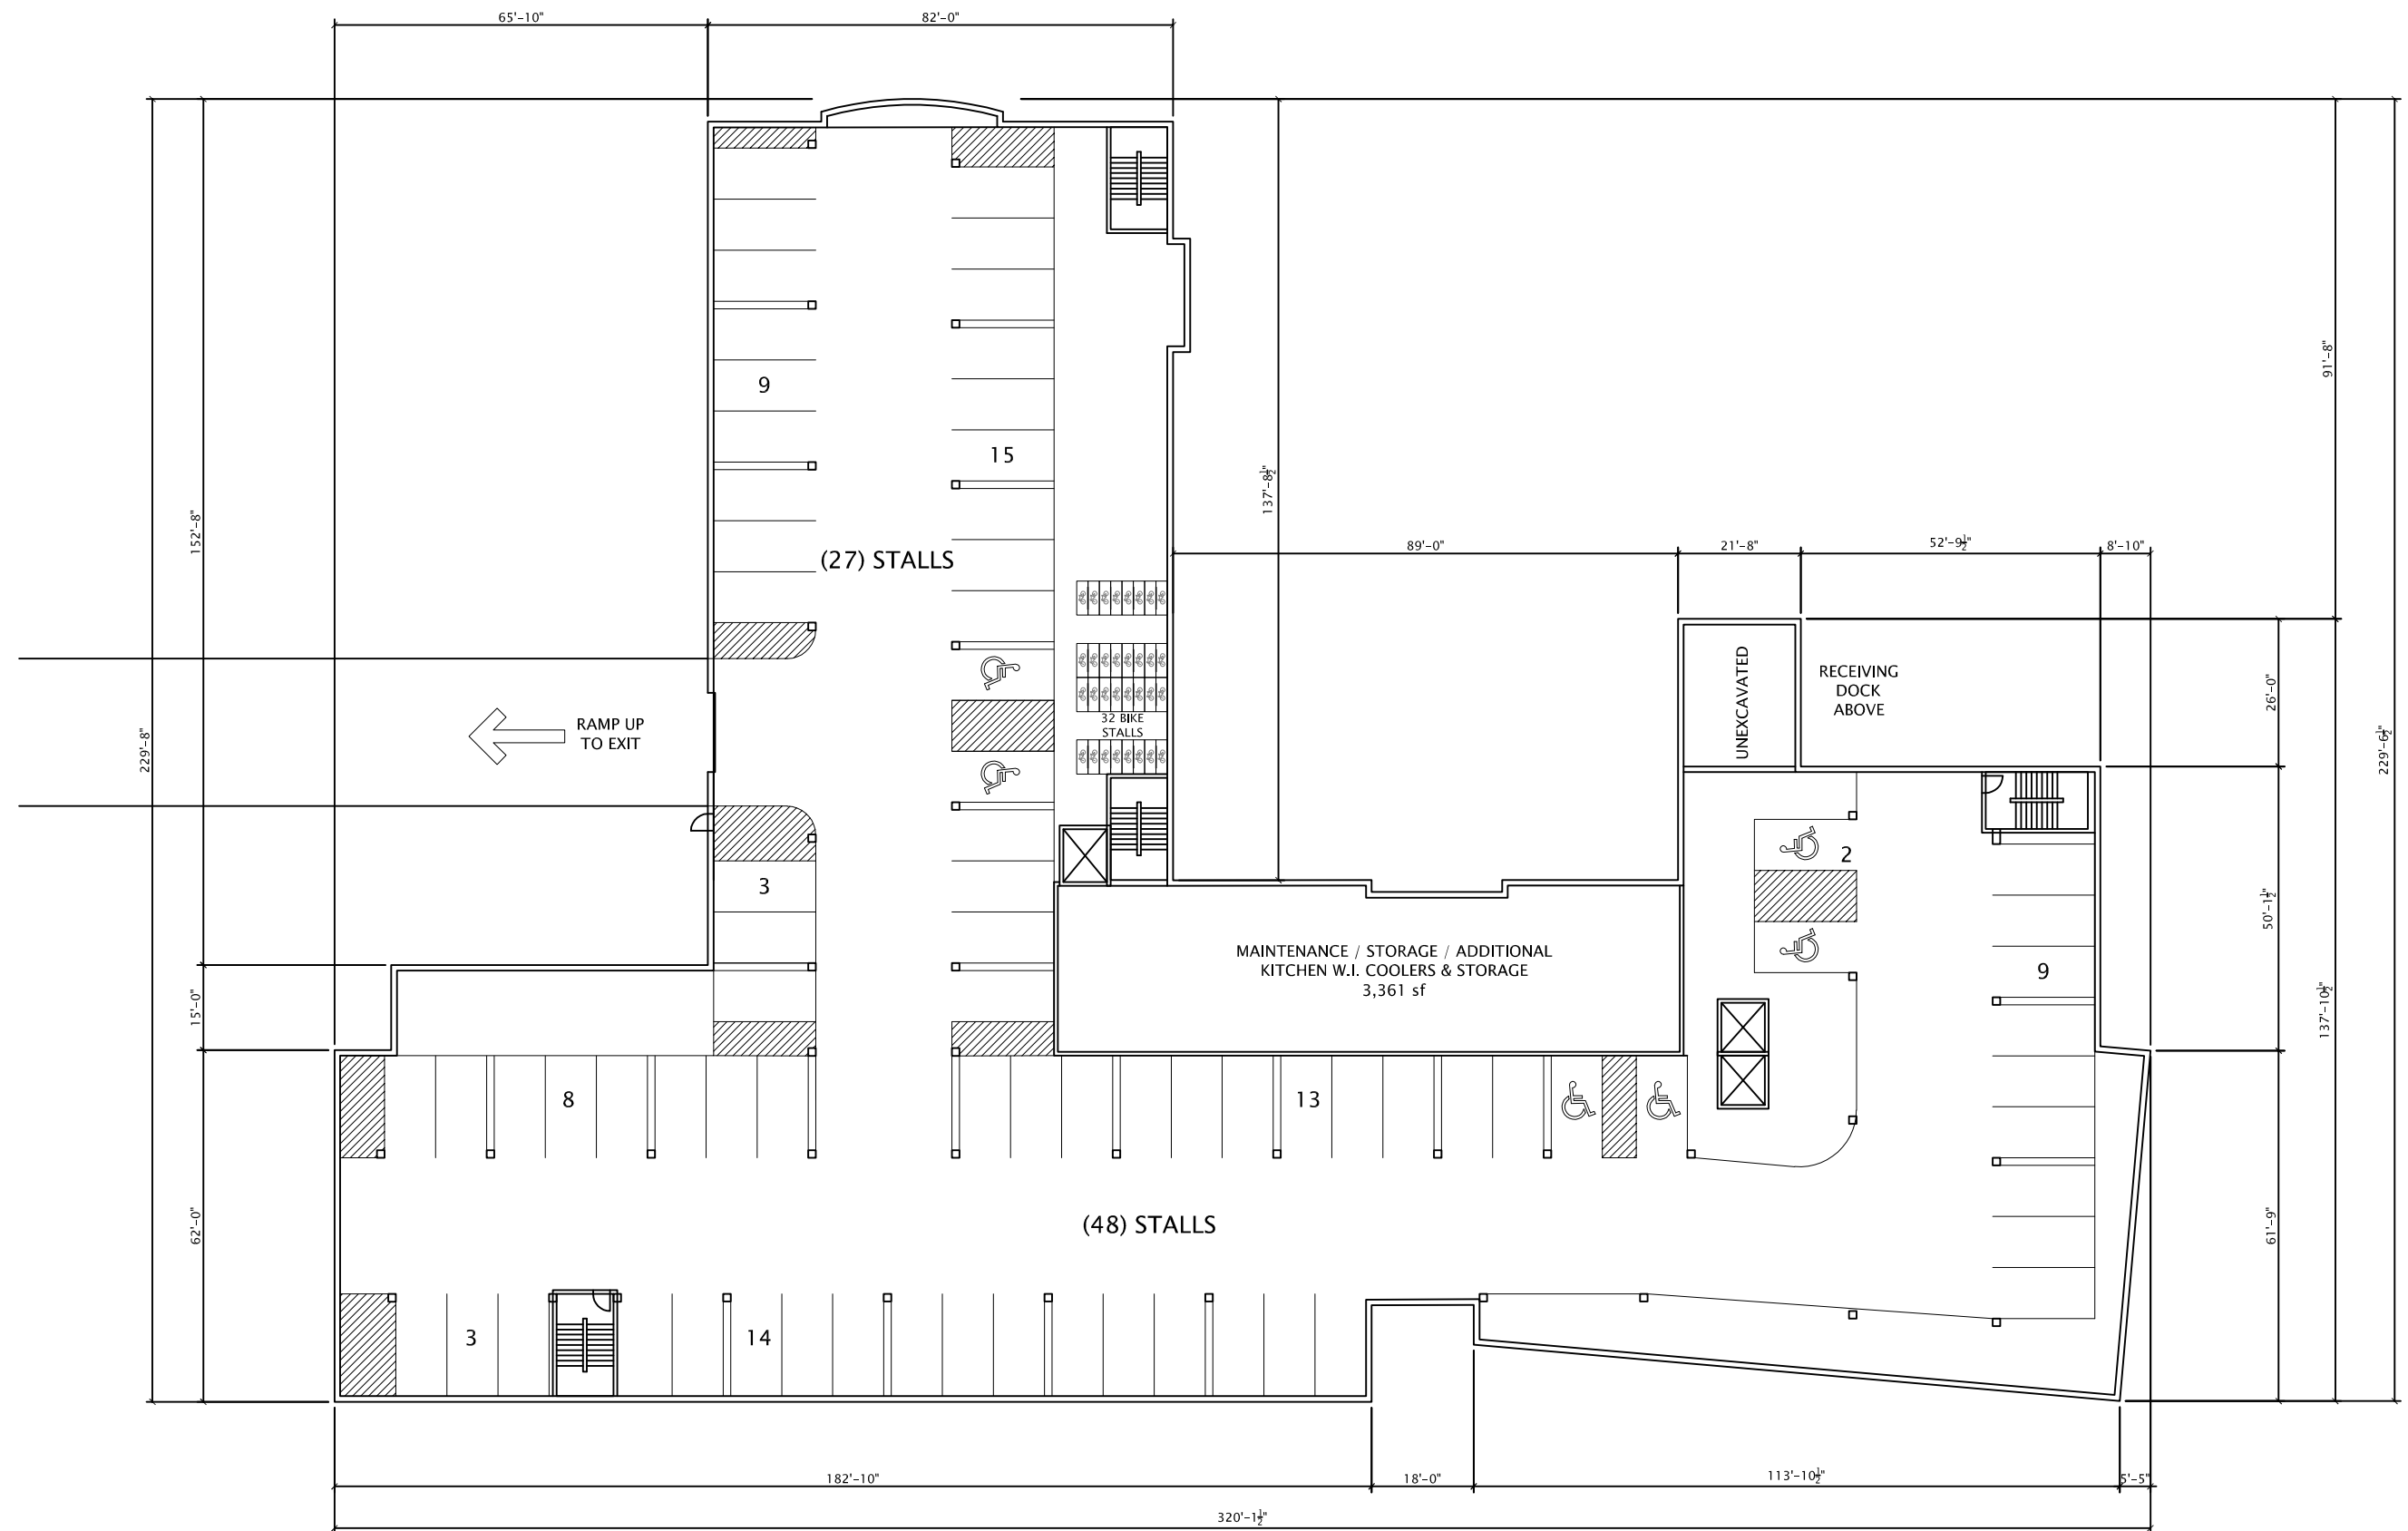 65'-10"
82'-0"
91'-8"
9
15
137'-8½"
152'-8"
(27) STALLS
89'-0"
21'-8"
52'-9½"
8'-10"
229'-8"
RAMP UP
TO EXIT
32 BIKE
STALLS
UNEXCAVATED
RECEIVING
DOCK
ABOVE
26'-0"
229'-6½"
2
3
50'-1½"
MAINTENANCE / STORAGE / ADDITIONAL
KITCHEN W.I. COOLERS & STORAGE
3,361 sf
9
15'-0"
137'-10½"
8
13
62'-0"
(48) STALLS
61'-9"
3
14
182'-10"
18'-0"
113'-10½"
5'-5"
320'-1½"